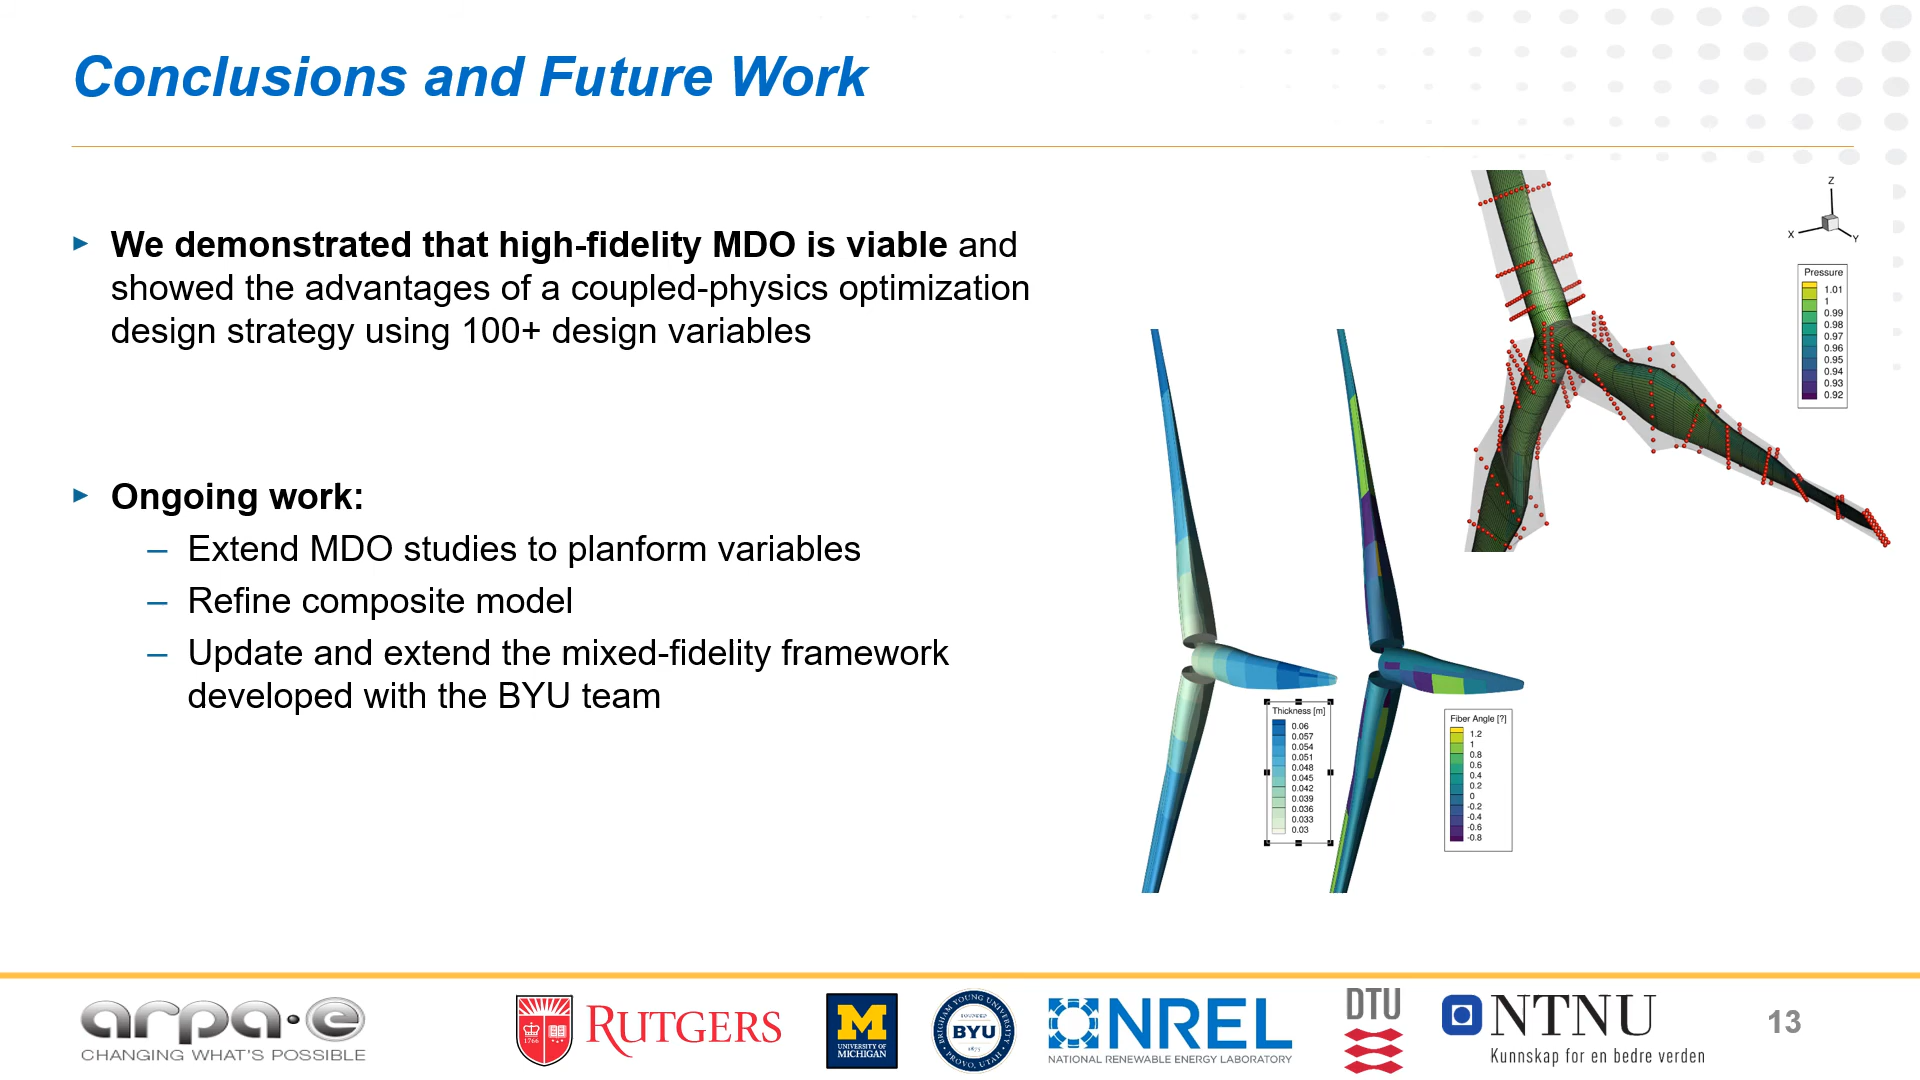 Conclusions and Future Work
We demonstrated that high-fidelity MDO is viable and
showed the advantages of a coupled-physics optimization
design strategy using 100+ design variables
Ongoing work:
– Extend MDO studies to planform variables
– Refine composite model
– Update and extend the mixed-fidelity framework
developed with the BYU team
Z
X
Y
Pressure
1.01
1
0.99
0.98
0.97
0.96
0.95
0.94
0.93
0.92
Thickness [m]
0.06
0.057
0.054
0.051
0.048
0.045
0.042
0.039
0.036
0.033
0.03
Fiber Angle [?]
1.2
1
0.8
0.6
0.4
0.2
0
-0.2
-0.4
-0.6
-0.8
arpa·e
CHANGING WHAT'S POSSIBLE
1766
RUTGERS
M
UNIVERSITY OF
MICHIGAN
BRIGHAM YOUNG UNIVERSITY
FOUNDED
BYU
1875
PROVO, UTAH
NREL
NATIONAL RENEWABLE ENERGY LABORATORY
DTU
NTNU
Kunnskap for en bedre verden
13